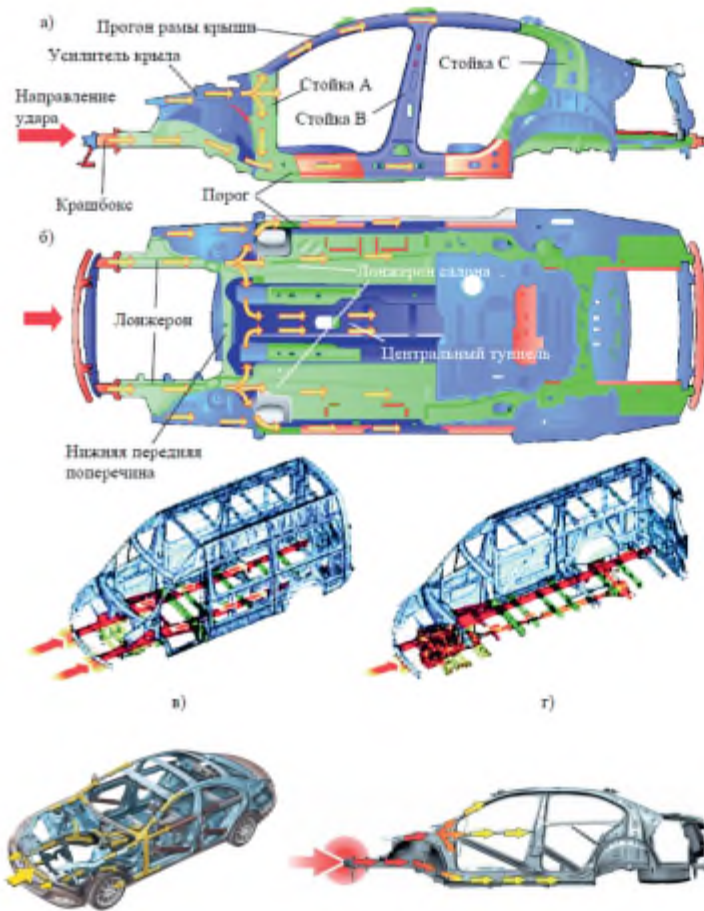 а)
Прогон рамы крыши
Усилитель крыла
Стойка А
Стойка С
Направление
удара
Стойка В
Крашбокс
Порог
б)
Лонжерон салона
Лонжерон
Центральный туннель
Нижняя передняя
поперечина
в)
г)